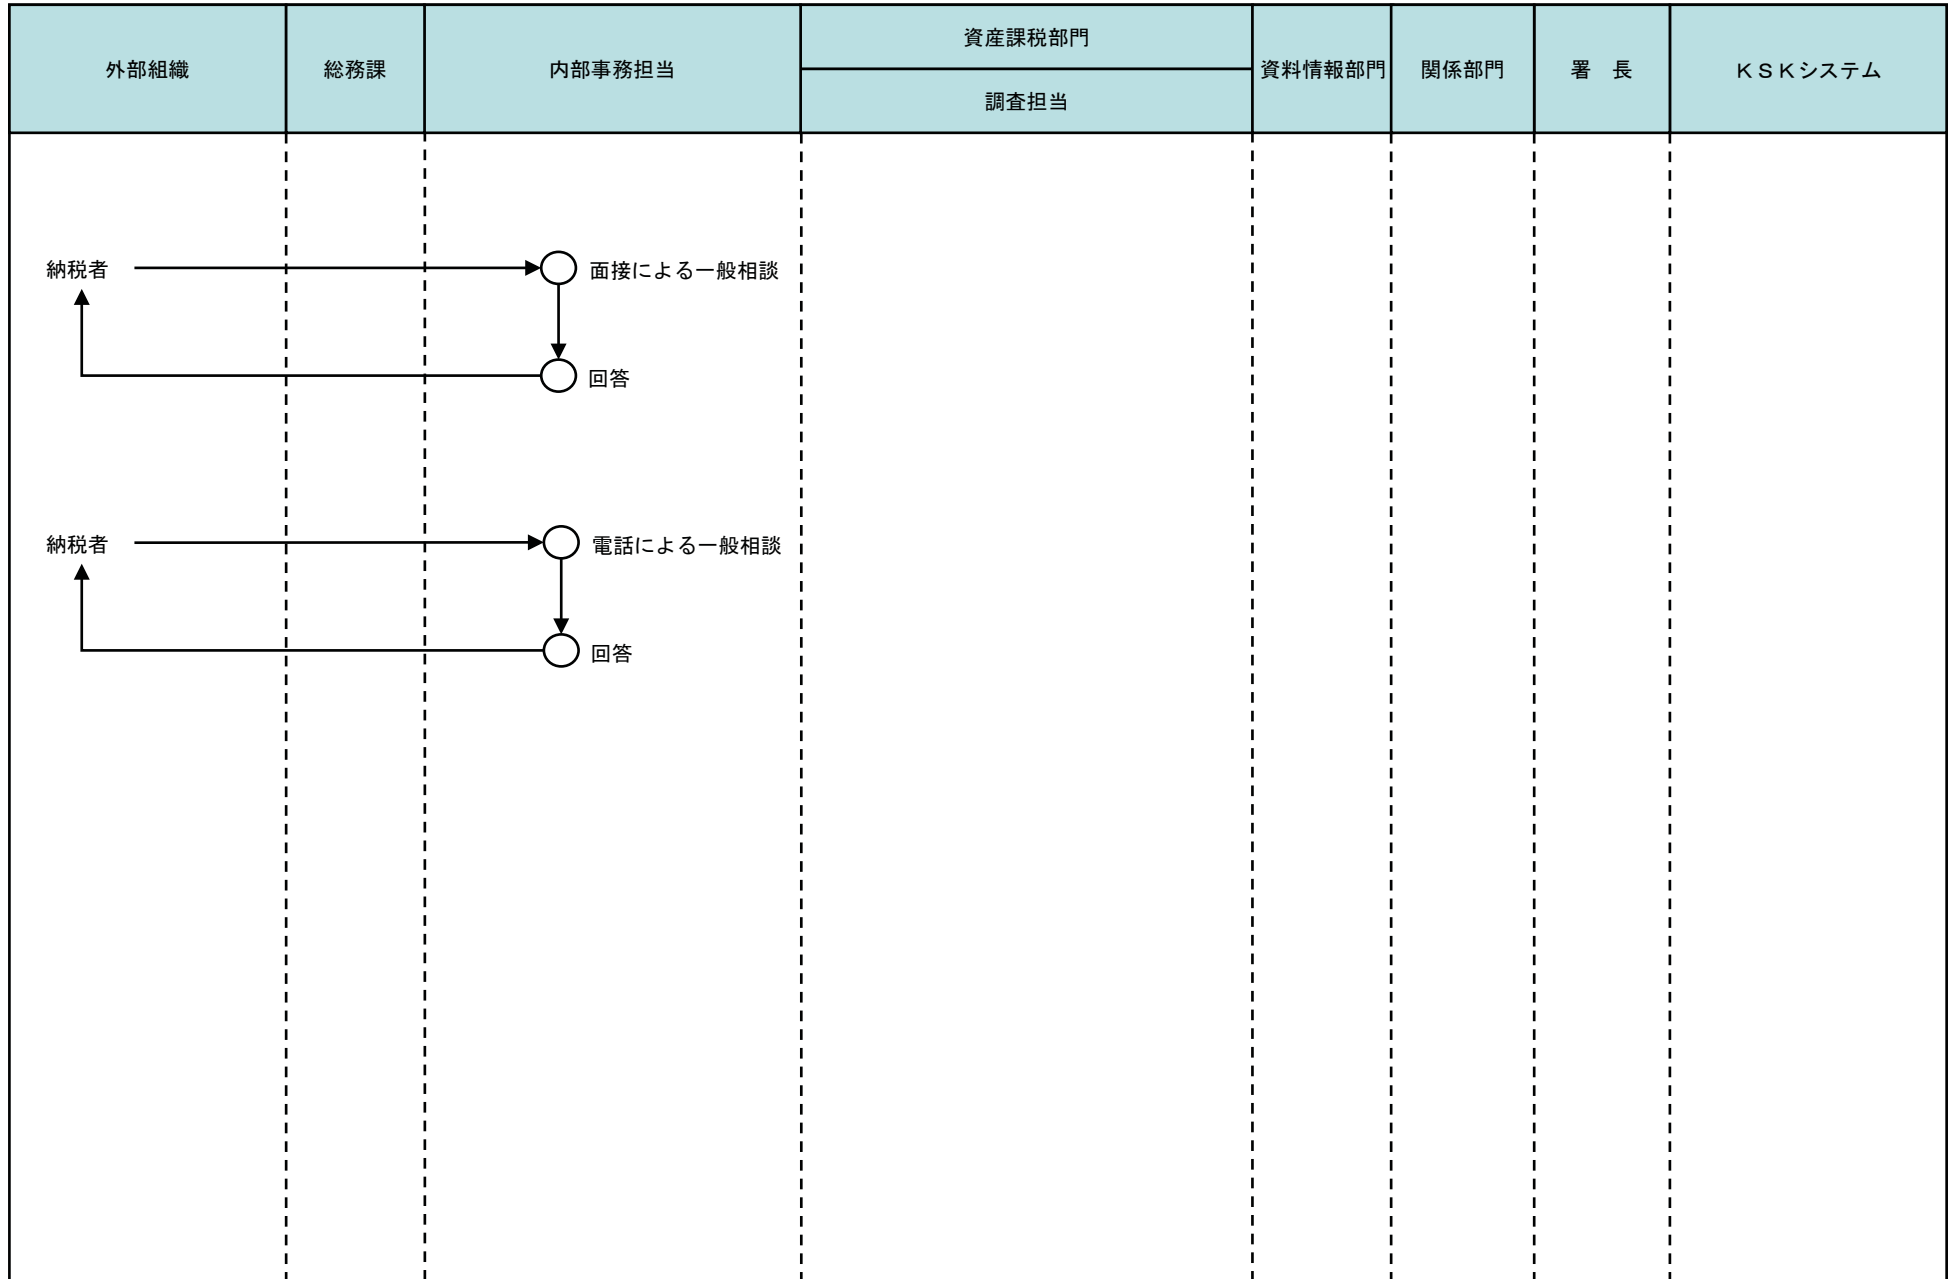 外部組織
総務課
内部事務担当
資産課税部門
調査担当
資料情報部門
関係部門
署　長
ＫＳＫシステム
納税者
面接による一般相談
回答
納税者
電話による一般相談
回答